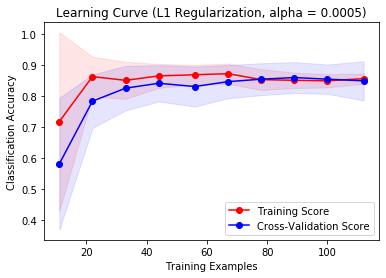 Learning Curve (L1 Regularization, alpha = 0.0005)
1.0
0.9
0.8
0.7
0.6
0.5
0.4
Classification Accuracy
20 40 60 80 100
Training Examples
Training Score
Cross-Validation Score